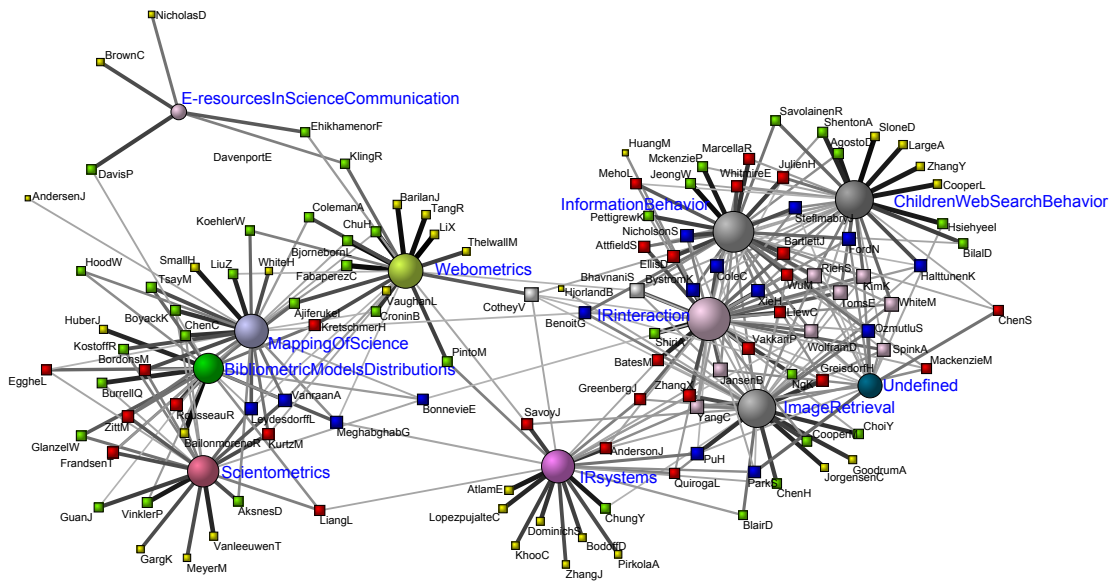 NicholasD
BrownC
E-resourcesInScienceCommunication
EhikhamenorF
DavenportE
KlingR
DavisP
AndersenJ
SavolainenR
ShentonA
SloneD
AgostoD
LargeA
HuangM
MckenzieP
MarcellaR
JulienH
ZhangY
MehoL
JeongW
WhitmireE
CooperL
InformationBehavior
ChildrenWebSearchBehavior
PettigrewK
NicholsonS
StefImabryJ
HsiehyeeI
AttfieldS
BartlettJ
FordN
BilalD
EllisD
ColeC
HalttunenK
BhavnaniS
BystromK
RiehS
KimK
WuM
HjorlandB
XieH
TomsE
WhiteM
IRinteraction
LiewC
BenoitG
OzmutluS
ChenS
ShiriA
VakkariP
WolframD
SpinkA
BatesM
JansenB
GreisdorfH
MackenzieM
GreenbergJ
ZhangX
NgK
Undefined
YangC
ImageRetrieval
BarilanJ
ColemanA
TangR
KoehlerW
ChuH
LiX
BjornebornL
ThelwallM
SmallH
LiuZ
WhiteH
FabaperezC
Webometrics
HoodW
TsayM
VaughanL
CotheyV
AjiferukeI
BoyackK
ChenC
KretschmerH
CroninB
HuberJ
MappingOfScience
KostoffR
BordonsM
PintoM
EggheL
BibliometricModelsDistributions
BurrellQ
VanraanA
BonnevieE
RousseauR
LeydesdorffL
ZittM
MeghabghabG
SavoyJ
GlanzelW
BailonmorenoR
KurtzM
FrandsenT
Scientometrics
AndersonJ
CooperM
ChoiY
PuH
IRsystems
GoodrumA
QuirogaL
ParkS
JorgensenC
AtlamE
ChenH
GuanJ
VinklerP
AksnesD
LiangL
LopezpujalteC
ChungY
BlairD
DominichS
VanleeuwenT
KhooC
BodoffD
GargK
MeyerM
ZhangJ
PirkolaA